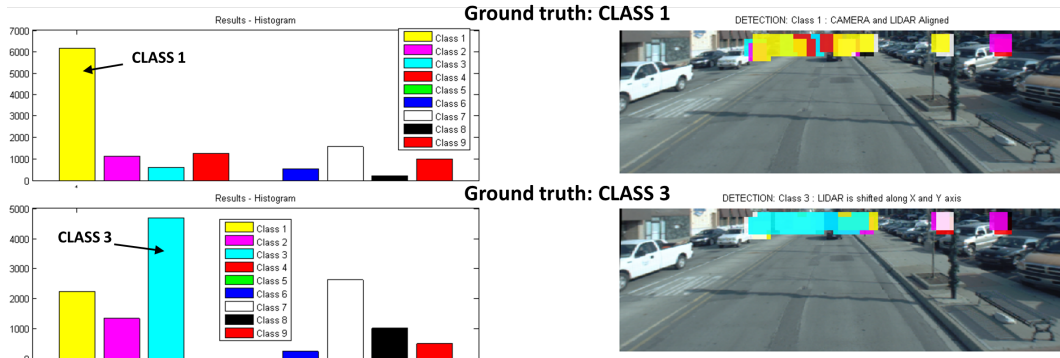 Ground truth: CLASS 1
Results - Histogram
7000
6000
5000
4000
3000
2000
1000
0
CLASS 1
Class 1
Class 2
Class 3
Class 4
Class 5
Class 6
Class 7
Class 8
Class 9
DETECTION: Class 1 : CAMERA and LIDAR Aligned
Ground truth: CLASS 3
Results - Histogram
5000
4000
3000
2000
1000
0
CLASS 3
Class 1
Class 2
Class 3
Class 4
Class 5
Class 6
Class 7
Class 8
Class 9
DETECTION: Class 3 : LIDAR is shifted along X and Y axis